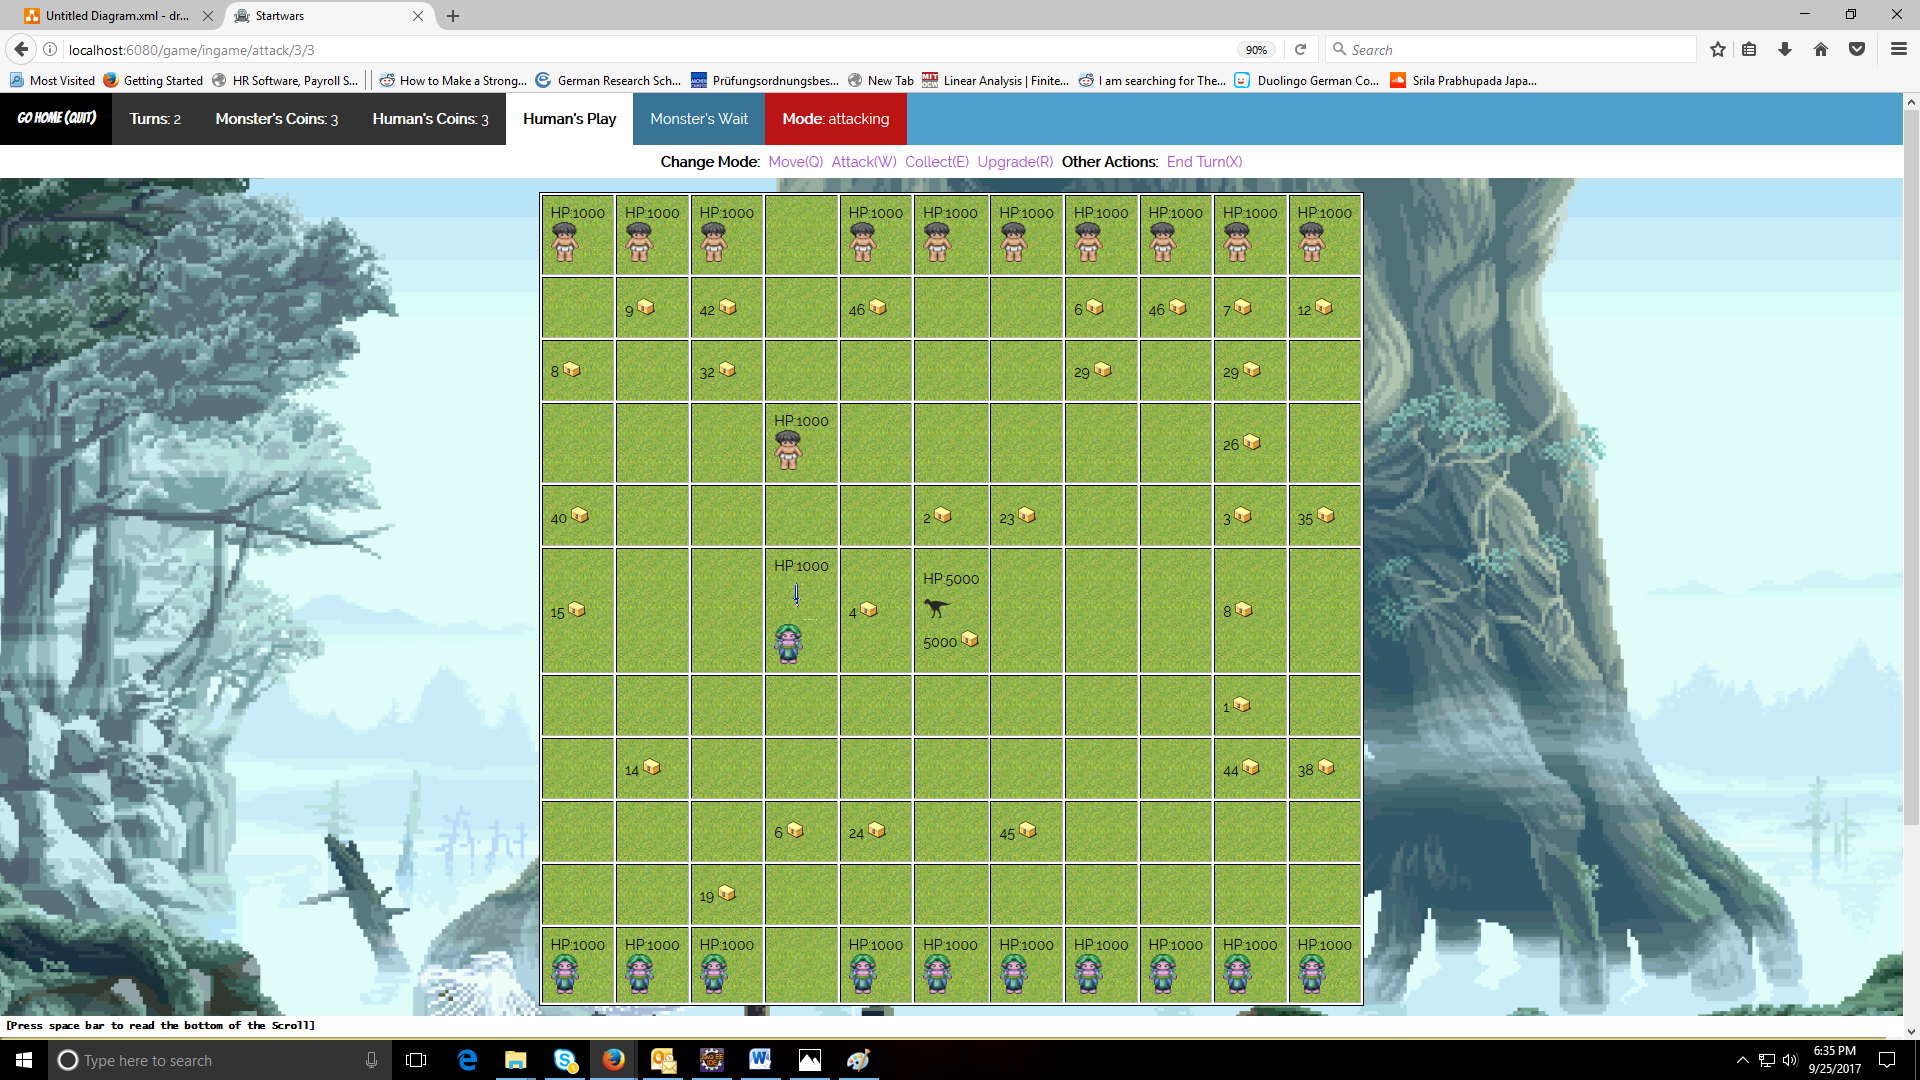 Untitled Diagram.xml - dr...
Startwars
localhost:6080/game/ingame/attack/3/3
90%
Search
Most Visited Getting Started HR Software, Payroll S... How to Make a Strong... German Research Sch... Prüfungsordnungsbes... New Tab Linear Analysis | Finite... I am searching for The... Duolingo German Co... Srila Prabhupada Japa...
GO HOME (QUIT) Turns: 2 Monster's Coins: 3 Human's Coins: 3 Human's Play Monster's Wait Mode: attacking
Change Mode: Move(Q) Attack(W) Collect(E) Upgrade(R) Other Actions: End Turn(X)
HP:1000 HP:1000 HP:1000 HP:1000 HP:1000 HP:1000 HP:1000 HP:1000 HP:1000 HP:1000
9 42 46 6 46 7 12
8 32 29 29
HP:1000
26
40 2 23 3 35
HP:1000
HP:5000
15 4 8
5000
1
14 44 38
6 24 45
19
HP:1000 HP:1000 HP:1000 HP:1000 HP:1000 HP:1000 HP:1000 HP:1000 HP:1000 HP:1000
[Press space bar to read the bottom of the Scroll]
Type here to search
6:35 PM
9/25/2017